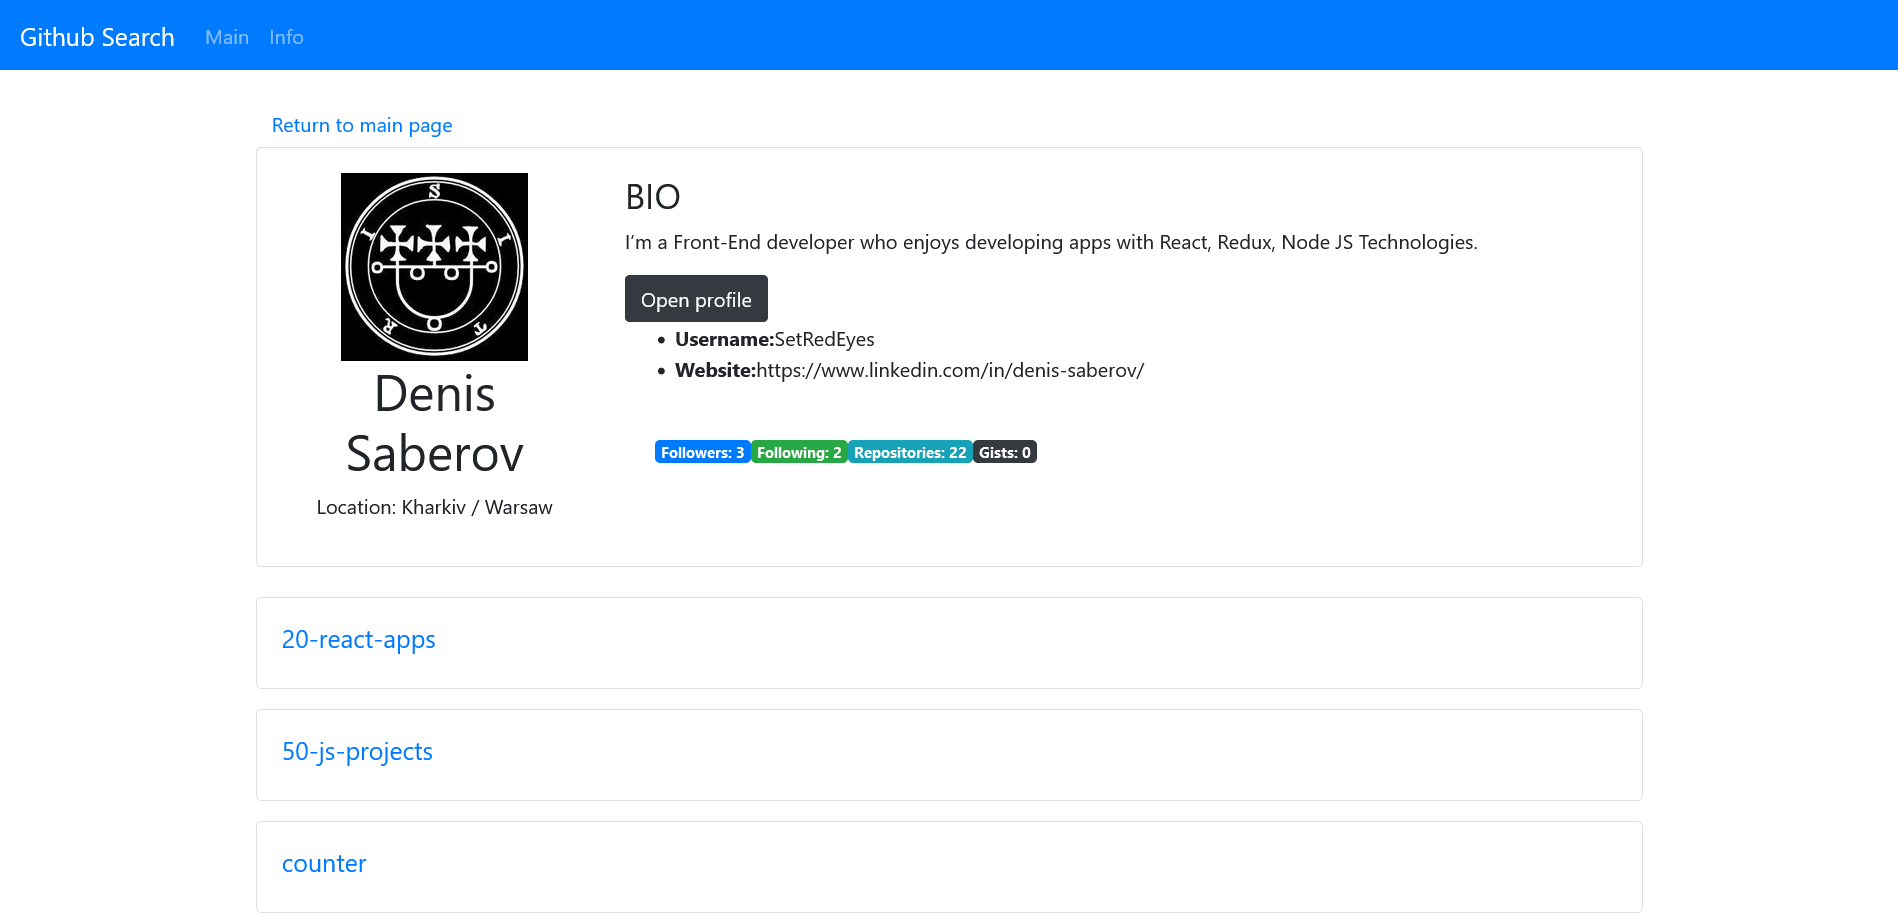 Github Search Main Info
Return to main page
S I T R O I
Denis
Saberov
Location: Kharkiv / Warsaw
BIO
I’m a Front-End developer who enjoys developing apps with React, Redux, Node JS Technologies.
Open profile
• Username:SetRedEyes
• Website:https://www.linkedin.com/in/denis-saberov/
Followers: 3 Following: 2 Repositories: 22 Gists: 0
20-react-apps
50-js-projects
counter